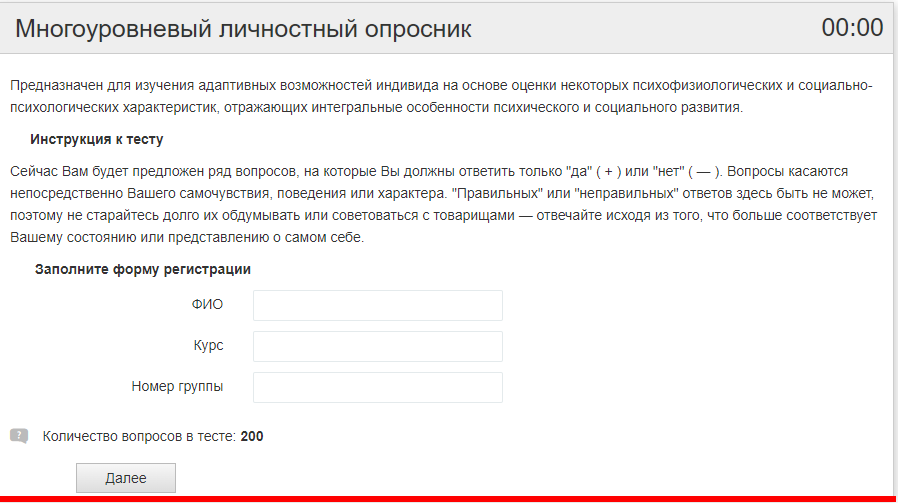 Многоуровневый личностный опросник 00:00
Предназначен для изучения адаптивных возможностей индивида на основе оценки некоторых психофизиологических и социально-
психологических характеристик, отражающих интегральные особенности психического и социального развития.
Инструкция к тесту
Сейчас Вам будет предложен ряд вопросов, на которые Вы должны ответить только "да" ( + ) или "нет" ( — ). Вопросы касаются
непосредственно Вашего самочувствия, поведения или характера. "Правильных" или "неправильных" ответов здесь быть не может,
поэтому не старайтесь долго их обдумывать или советоваться с товарищами — отвечайте исходя из того, что больше соответствует
Вашему состоянию или представлению о самом себе.
Заполните форму регистрации
ФИО
Курс
Номер группы
? Количество вопросов в тесте: 200
Далее